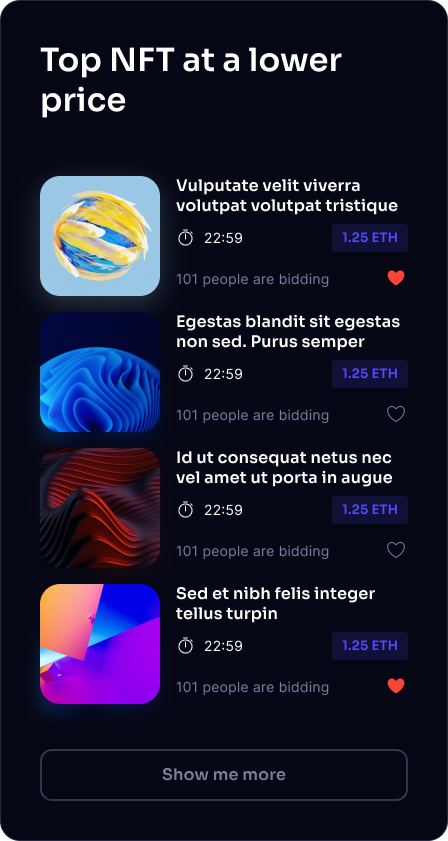 Top NFT at a lower
price
Vulputate velit viverra
volutpat volutpat tristique
22:59
1.25 ETH
101 people are bidding
Egestas blandit sit egestas
non sed. Purus semper
22:59
1.25 ETH
101 people are bidding
Id ut consequat netus nec
vel amet ut porta in augue
22:59
1.25 ETH
101 people are bidding
Sed et nibh felis integer
tellus turpin
22:59
1.25 ETH
101 people are bidding
Show me more